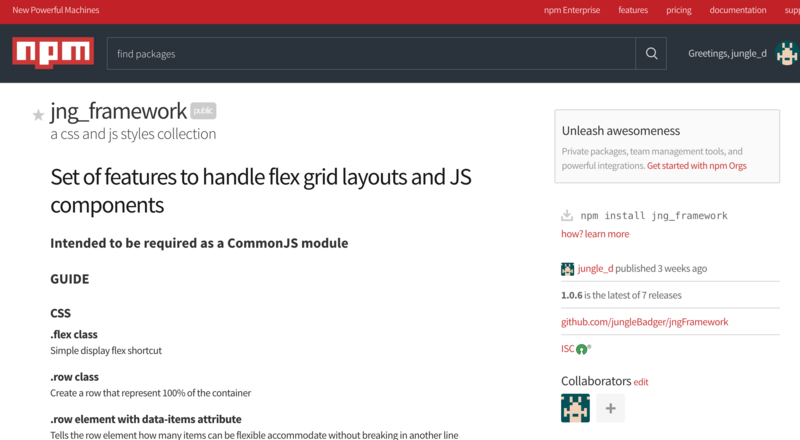 New Powerful Machines
npm Enterprise features pricing documentation
npm
find packages
Greetings, jungle_d
jng_framework public
a css and js styles collection
Set of features to handle flex grid layouts and JS
components
Intended to be required as a CommonJS module
GUIDE
CSS
.flex class
Simple display flex shortcut
.row class
Create a row that represent 100% of the container
.row element with data-items attribute
Tells the row element how many items can be flexible accommodate without breaking in another line
Unleash awesomeness
Private packages, team management tools, and
powerful integrations. Get started with npm Orgs
npm install jng_framework
how? learn more
jungle_d published 3 weeks ago
1.0.6 is the latest of 7 releases
github.com/jungleBadger/jngFramework
ISC
Collaborators edit
+